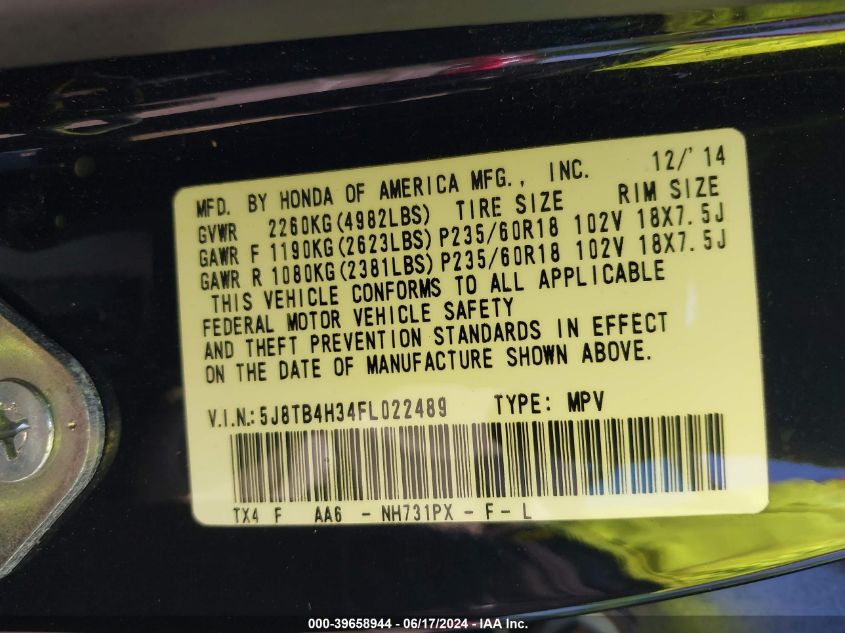 MFD. BY HONDA OF AMERICA MFG., INC. 12/'14
GVWR 2260KG(4982LBS) TIRE SIZE RIM SIZE
GAWR F 1190KG(2623LBS) P235/60R18 102V 18X7.5J
GAWR R 1080KG(2381LBS) P235/60R18 102V 18X7.5J
THIS VEHICLE CONFORMS TO ALL APPLICABLE
FEDERAL MOTOR VEHICLE SAFETY
AND THEFT PREVENTION STANDARDS IN EFFECT
ON THE DATE OF MANUFACTURE SHOWN ABOVE.
V.I.N.: 5J8TB4H34FL022489 TYPE: MPV
TX4 F AA6 - NH731PX - F - L
000-39658944 - 06/17/2024 - IAA Inc.